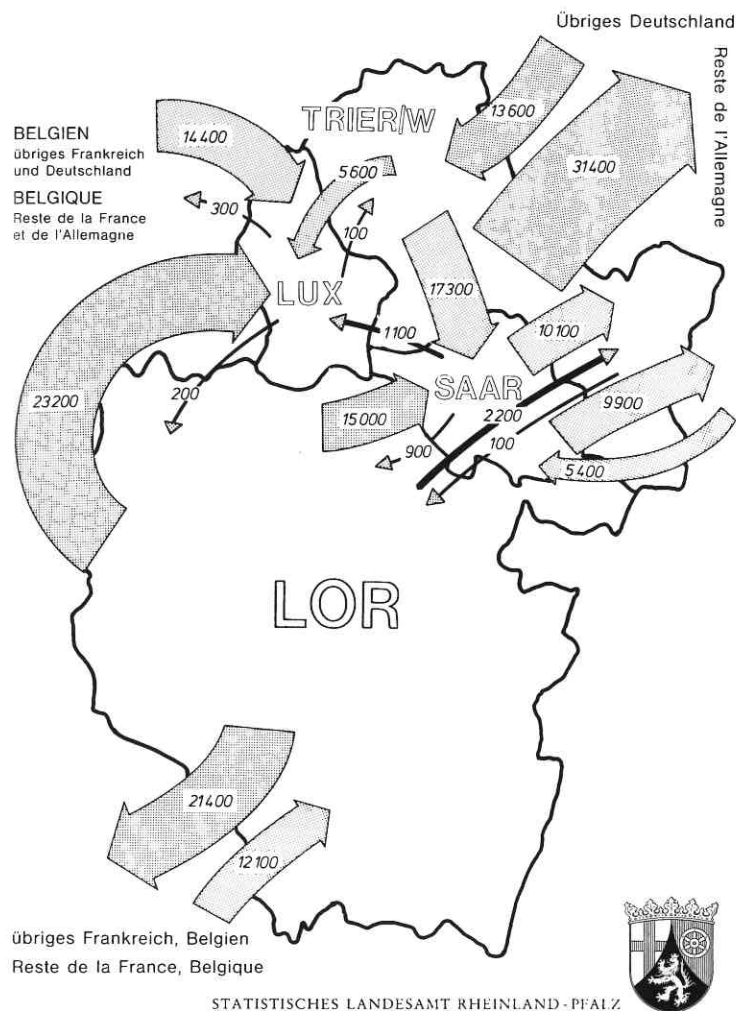 Übriges Deutschland
Reste de l'Allemagne
TRIER/W
13600
31400
BELGIEN
übriges Frankreich
und Deutschland
BELGIQUE
Reste de la France
et de l'Allemagne
14400
5600
300
100
LUX
17300
1100
10100
SAAR
23200
200
15000
2200
9900
900
100
5400
LOR
21400
12100
übriges Frankreich, Belgien
Reste de la France, Belgique
STATISTISCHES LANDESAMT RHEINLAND-PFALZ